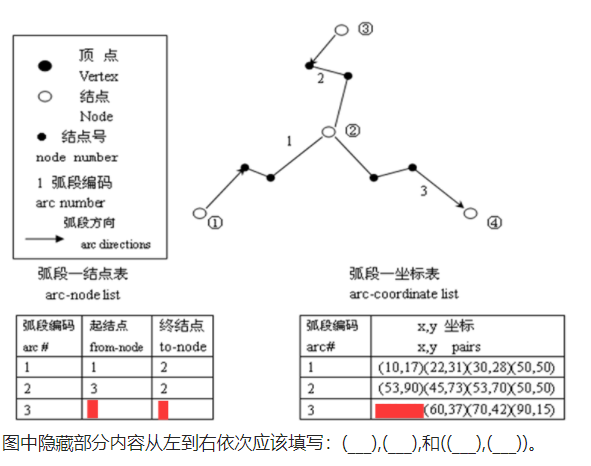 顶 点
Vertex
结点
Node
结点号
node number
1 弧段编码
arc number
弧段方向
arc directions
③
2
②
1
3
①
④
弧段—结点表
arc-node list
弧段编码 起结点 终结点
arc # from-node to-node
1 1 2
2 3 2
3
弧段—坐标表
arc-coordinate list
弧段编码 x,y 坐标
arc# x,y pairs
1 (10,17)(22,31)(30,28)(50,50)
2 (53,90)(45,73)(53,70)(50,50)
3 (60,37)(70,42)(90,15)
图中隐藏部分内容从左到右依次应该填写：(___),(___),和((___),(___))。